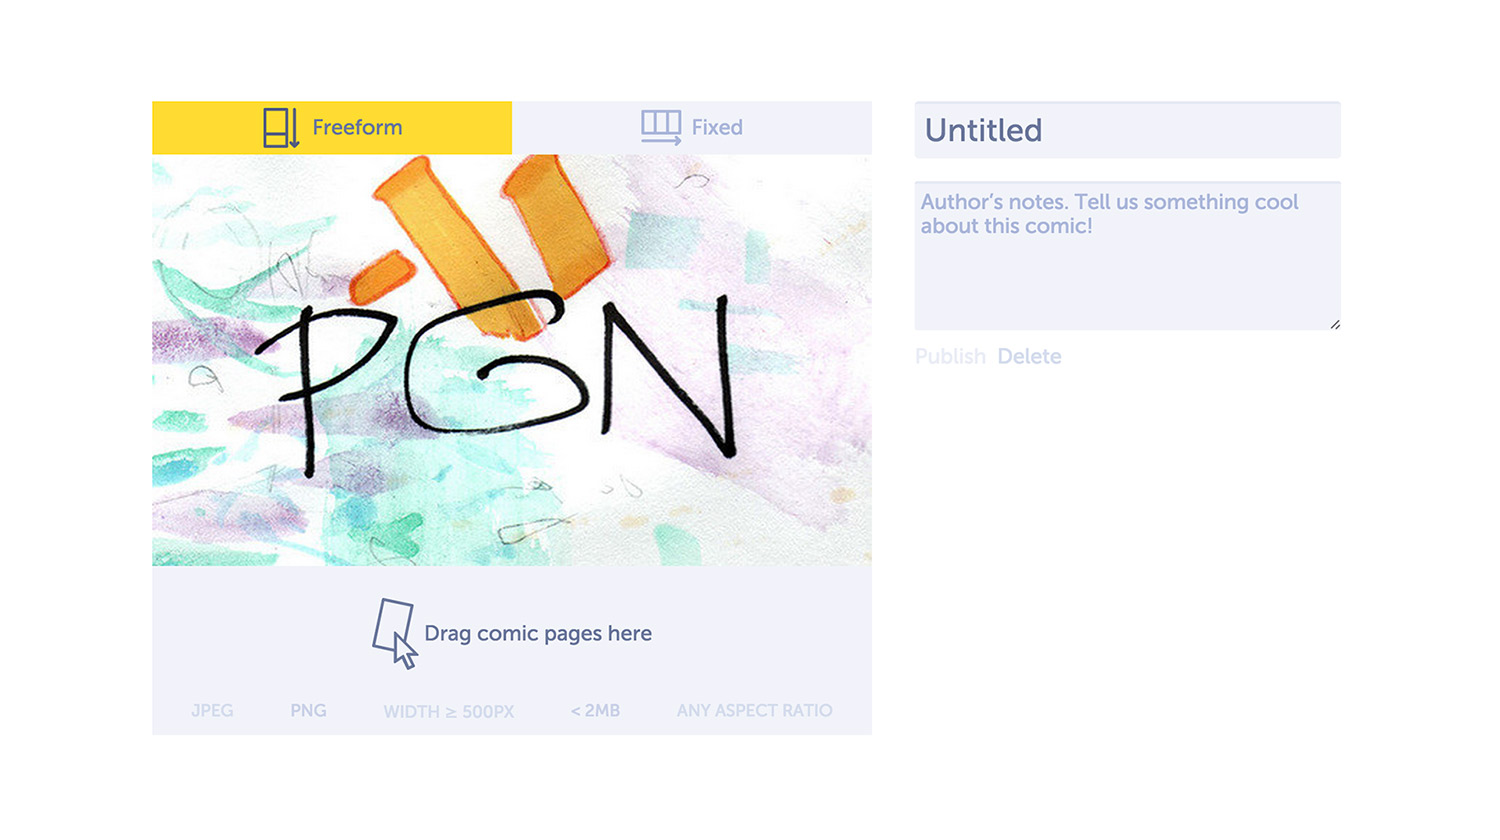 Freeform
Fixed
PGN
Drag comic pages here
JPEG PNG WIDTH ≥ 500PX < 2MB ANY ASPECT RATIO
Untitled
Author's notes. Tell us something cool
about this comic!
Publish Delete